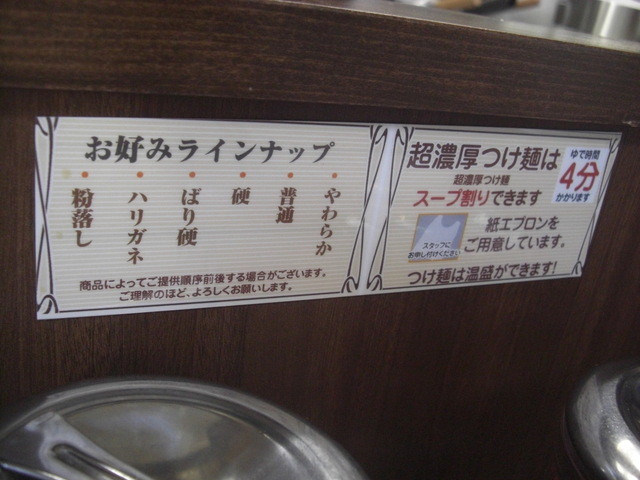 お好みラインナップ
やわらか
普通
硬
ばり硬
ハリガネ
粉落し
商品によってご提供順序前後する場合がございます。
ご理解のほど、よろしくお願いします。
超濃厚つけ麺は
ゆで時間
4分
かかります
超濃厚つけ麺
スープ割りできます
紙エプロンを
ご用意しています。
スタッフに
お申し付けください
つけ麺は温盛ができます!